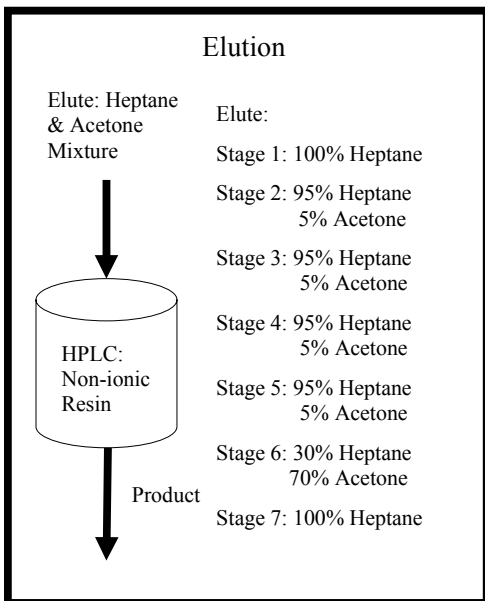 Elution
Elute: Heptane
& Acetone
Mixture
Elute:
Stage 1: 100% Heptane
Stage 2: 95% Heptane
5% Acetone
Stage 3: 95% Heptane
5% Acetone
Stage 4: 95% Heptane
5% Acetone
Stage 5: 95% Heptane
5% Acetone
Stage 6: 30% Heptane
70% Acetone
Stage 7: 100% Heptane
HPLC:
Non-ionic
Resin
Product